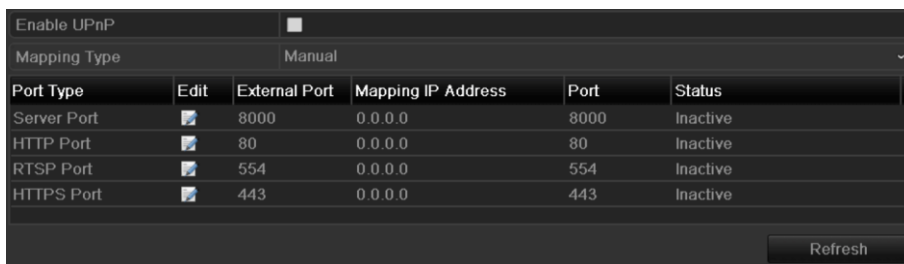 Enable UPnP
Mapping Type Manual
Port Type Edit External Port Mapping IP Address Port Status
Server Port 8000 0.0.0.0 8000 Inactive
HTTP Port 80 0.0.0.0 80 Inactive
RTSP Port 554 0.0.0.0 554 Inactive
HTTPS Port 443 0.0.0.0 443 Inactive
Refresh